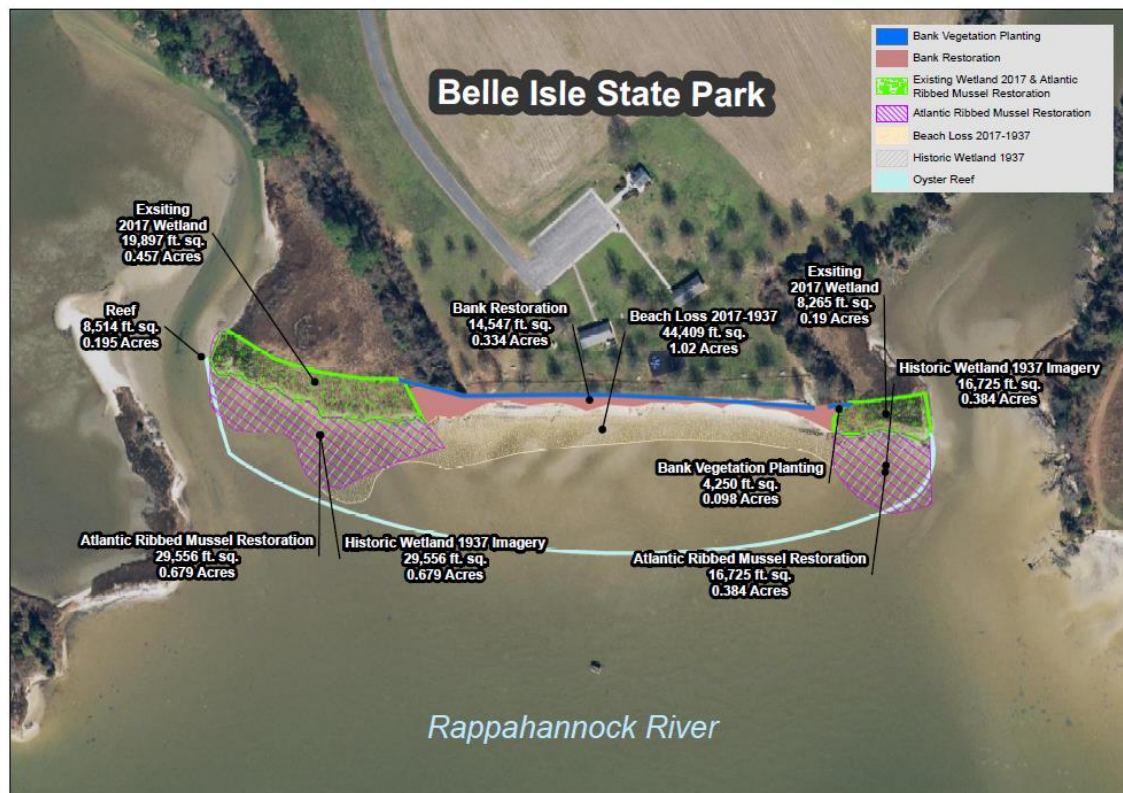 Belle Isle State Park
Bank Vegetation Planting
Bank Restoration
Existing Wetland 2017 & Atlantic
Ribbed Mussel Restoration
Atlantic Ribbed Mussel Restoration
Beach Loss 2017-1937
Historic Wetland 1937
Oyster Reef
Exsiting
2017 Wetland
19,897 ft. sq.
0.457 Acres
Reef
8,514 ft. sq.
0.195 Acres
Bank Restoration
14,547 ft. sq.
0.334 Acres
Beach Loss 2017-1937
44,409 ft. sq.
1.02 Acres
Exsiting
2017 Wetland
8,265 ft. sq.
0.19 Acres
Historic Wetland 1937 Imagery
16,725 ft. sq.
0.384 Acres
Bank Vegetation Planting
4,250 ft. sq.
0.098 Acres
Atlantic Ribbed Mussel Restoration
29,556 ft. sq.
0.679 Acres
Historic Wetland 1937 Imagery
29,556 ft. sq.
0.679 Acres
Atlantic Ribbed Mussel Restoration
16,725 ft. sq.
0.384 Acres
Rappahannock River